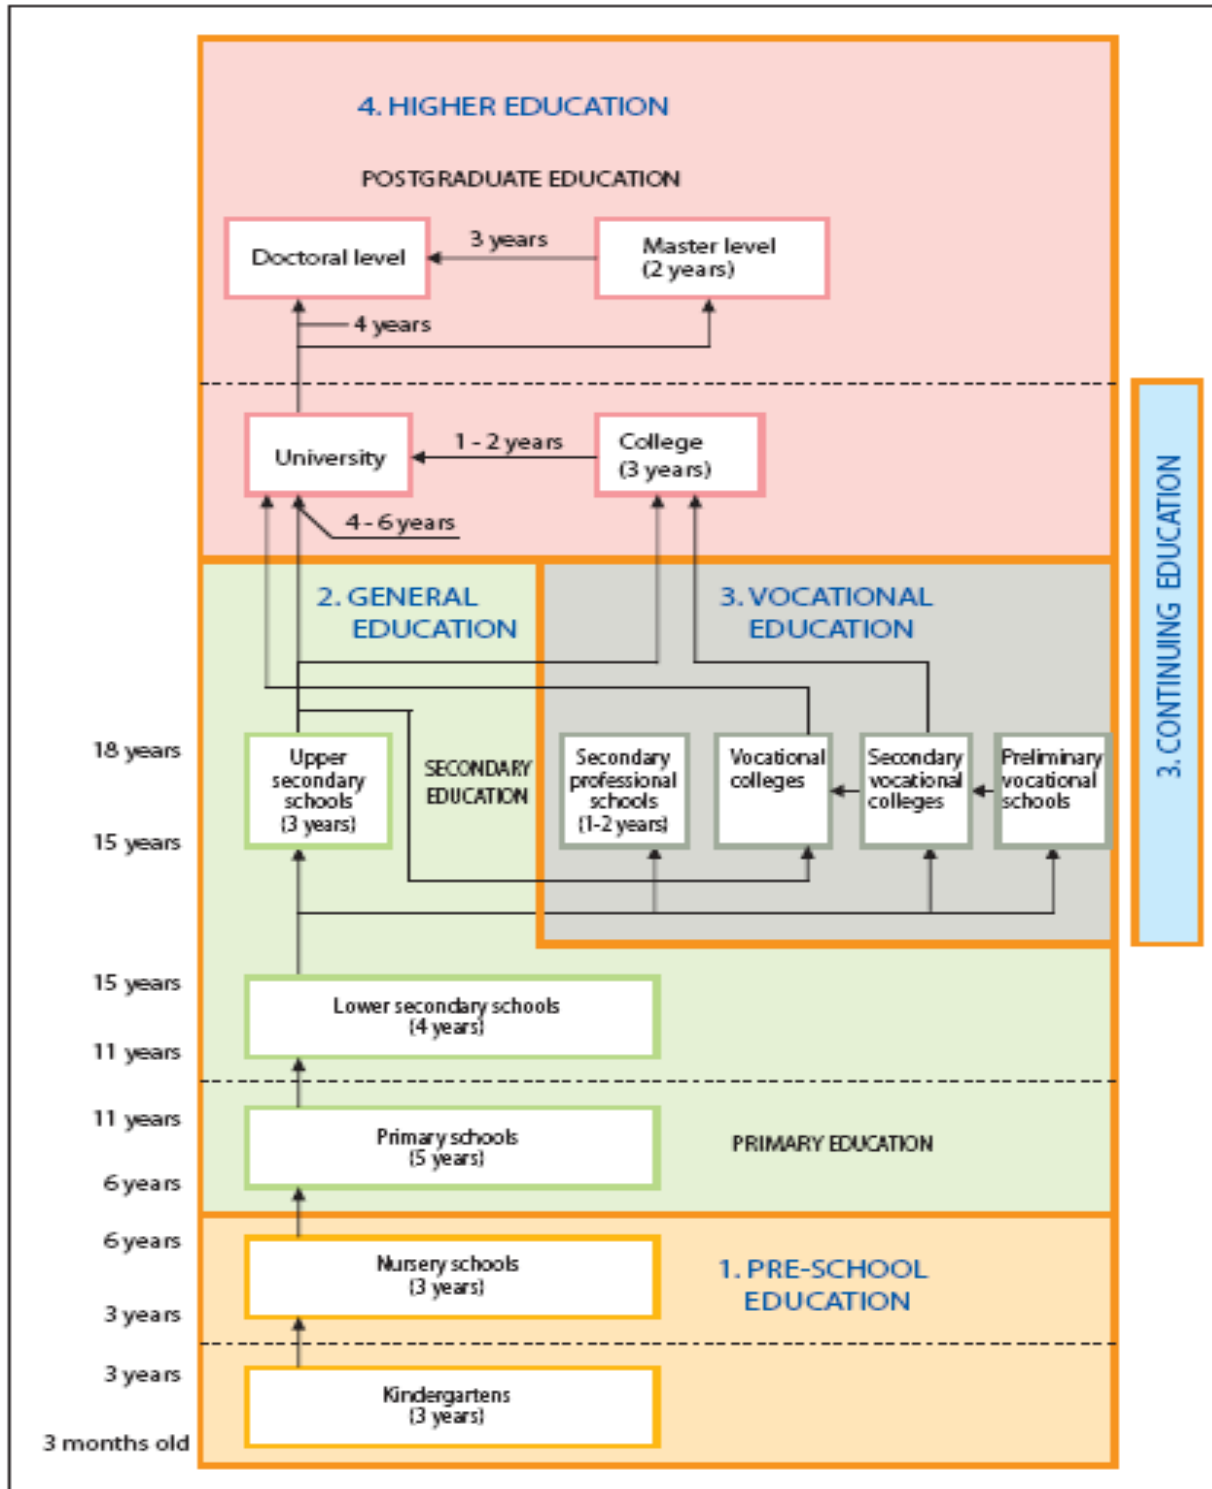 4. HIGHER EDUCATION
POSTGRADUATE EDUCATION
Doctoral level
3 years
Master level
(2 years)
4 years
University
1 - 2 years
College
(3 years)
4 - 6 years
2. GENERAL
EDUCATION
3. VOCATIONAL
EDUCATION
3. CONTINUING EDUCATION
18 years
15 years
Upper
secondary
schools
(3 years)
SECONDARY
EDUCATION
Secondary
professional
schools
(1-2 years)
Vocational
colleges
Secondary
vocational
colleges
Preliminary
vocational
schools
15 years
11 years
Lower secondary schools
(4 years)
11 years
6 years
Primary schools
(5 years)
PRIMARY EDUCATION
6 years
3 years
Nursery schools
(3 years)
1. PRE-SCHOOL
EDUCATION
3 years
3 months old
Kindergartens
(3 years)